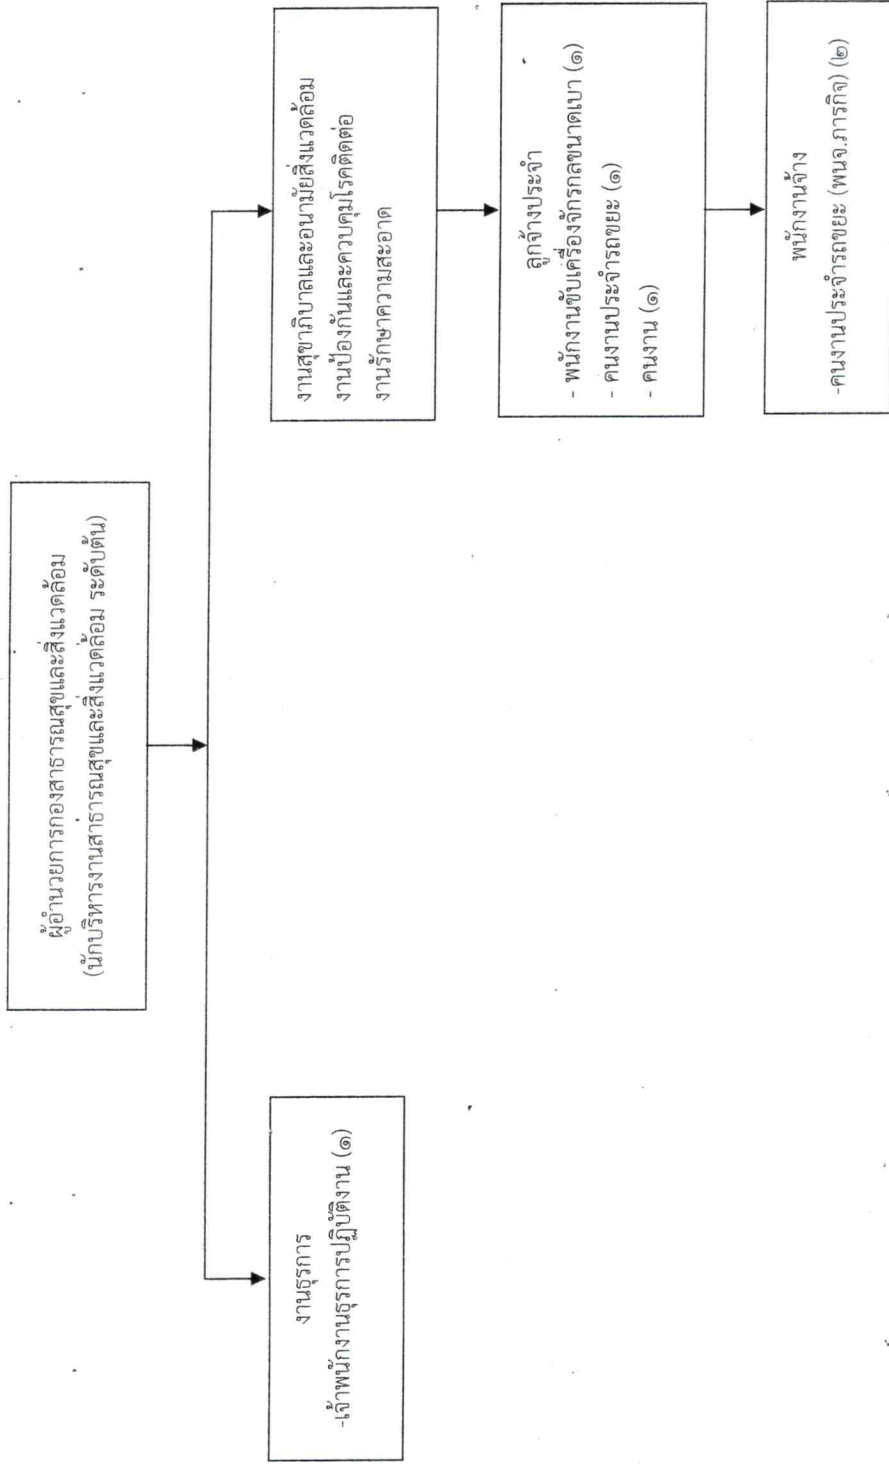 ผู้อำนวยการกองสาธารณสุขและสิ่งแวดล้อม
(นักบริหารงานสาธารณสุขและสิ่งแวดล้อม ระดับต้น)
งานธุรการ
-เจ้าพนักงานธุรการปฏิบัติงาน (๑)
งานสุขาภิบาลและอนามัยสิ่งแวดล้อม
งานป้องกันและควบคุมโรคติดต่อ
งานรักษาความสะอาด
ลูกจ้างประจำ
- พนักงานขับเครื่องจักรกลขนาดเบา (๑)
- คนงานประจำรถขยะ (๑)
- คนงาน (๑)
พนักงานจ้าง
-คนงานประจำรถขยะ (พนจ.ภารกิจ) (๒)